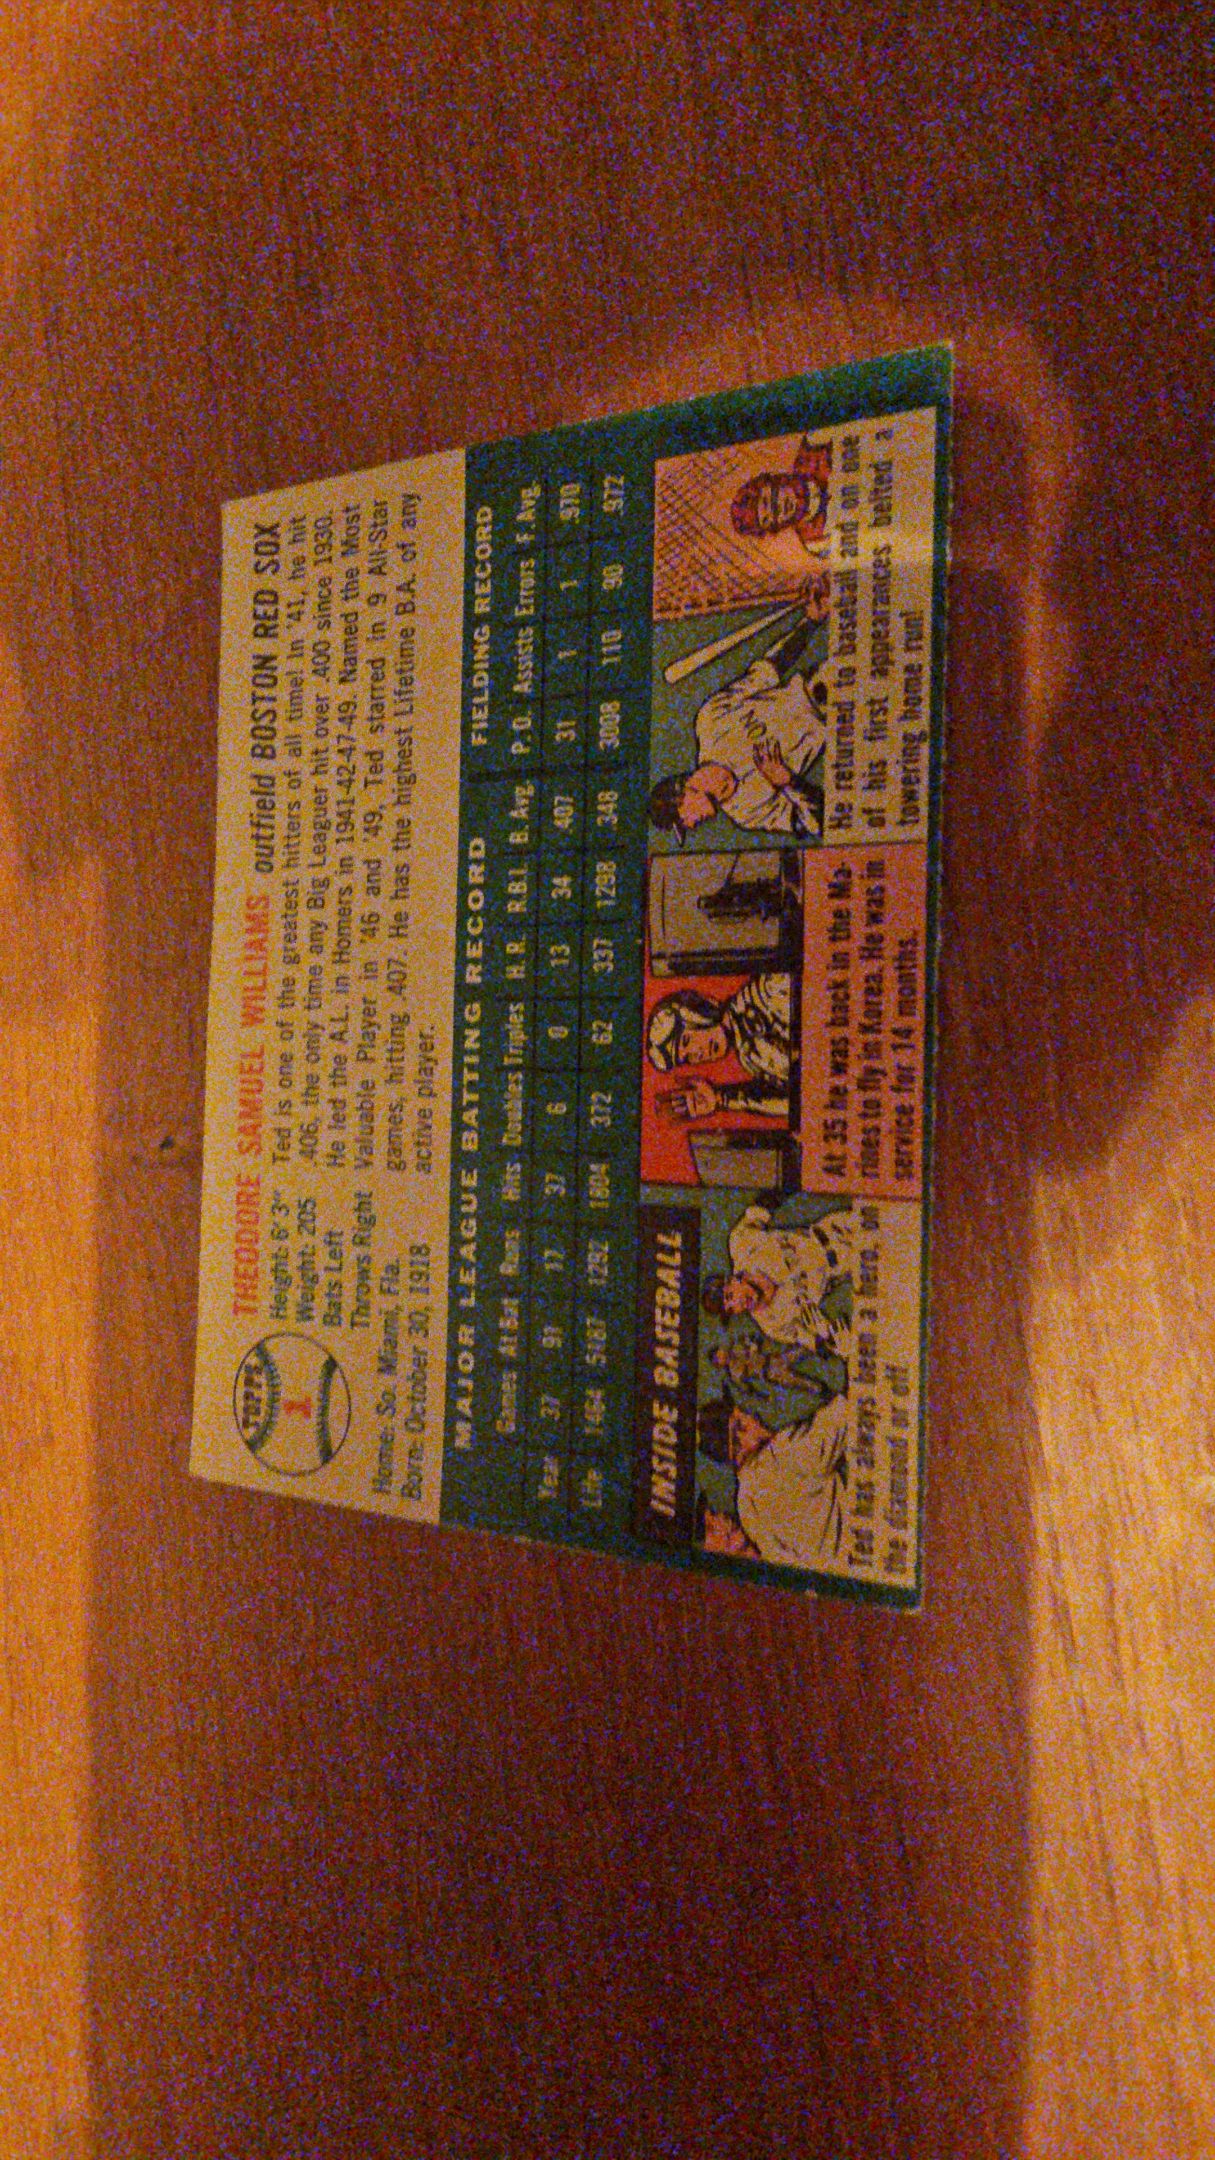 TOPPS
1
THEODORE SAMUEL WILLIAMS outfield BOSTON RED SOX
Height: 6' 3"
Weight: 205
Bats Left
Throws Right
Home: So. Miami, Fla.
Born: October 30, 1918
Ted is one of the greatest hitters of all time! In '41, he hit
.406, the only time any Big Leaguer hit over .400 since 1930.
He led the A.L. in Homers in 1941-42-47-49. Named the Most
Valuable Player in '46 and '49, Ted starred in 9 All-Star
games, hitting .407. He has the highest Lifetime B.A. of any
active player.
MAJOR LEAGUE BATTING RECORD FIELDING RECORD
Games At Bat Runs Hits Doubles Triples H.R. R.B.I. B. Avg. P.O. Assists Errors F. Avg.
Year 37 91 17 37 6 0 13 34 .407 31 1 1 .970
Life 1464 5187 1292 1804 372 62 337 1298 .348 3008 110 90 .972
INSIDE BASEBALL
Ted has always been a hero, on
the diamond or off
At 35 he was back in the Ma-
rines to fly in Korea. He was in
service for 14 months.
He returned to baseball and on one
of his first appearances belted a
towering home run!